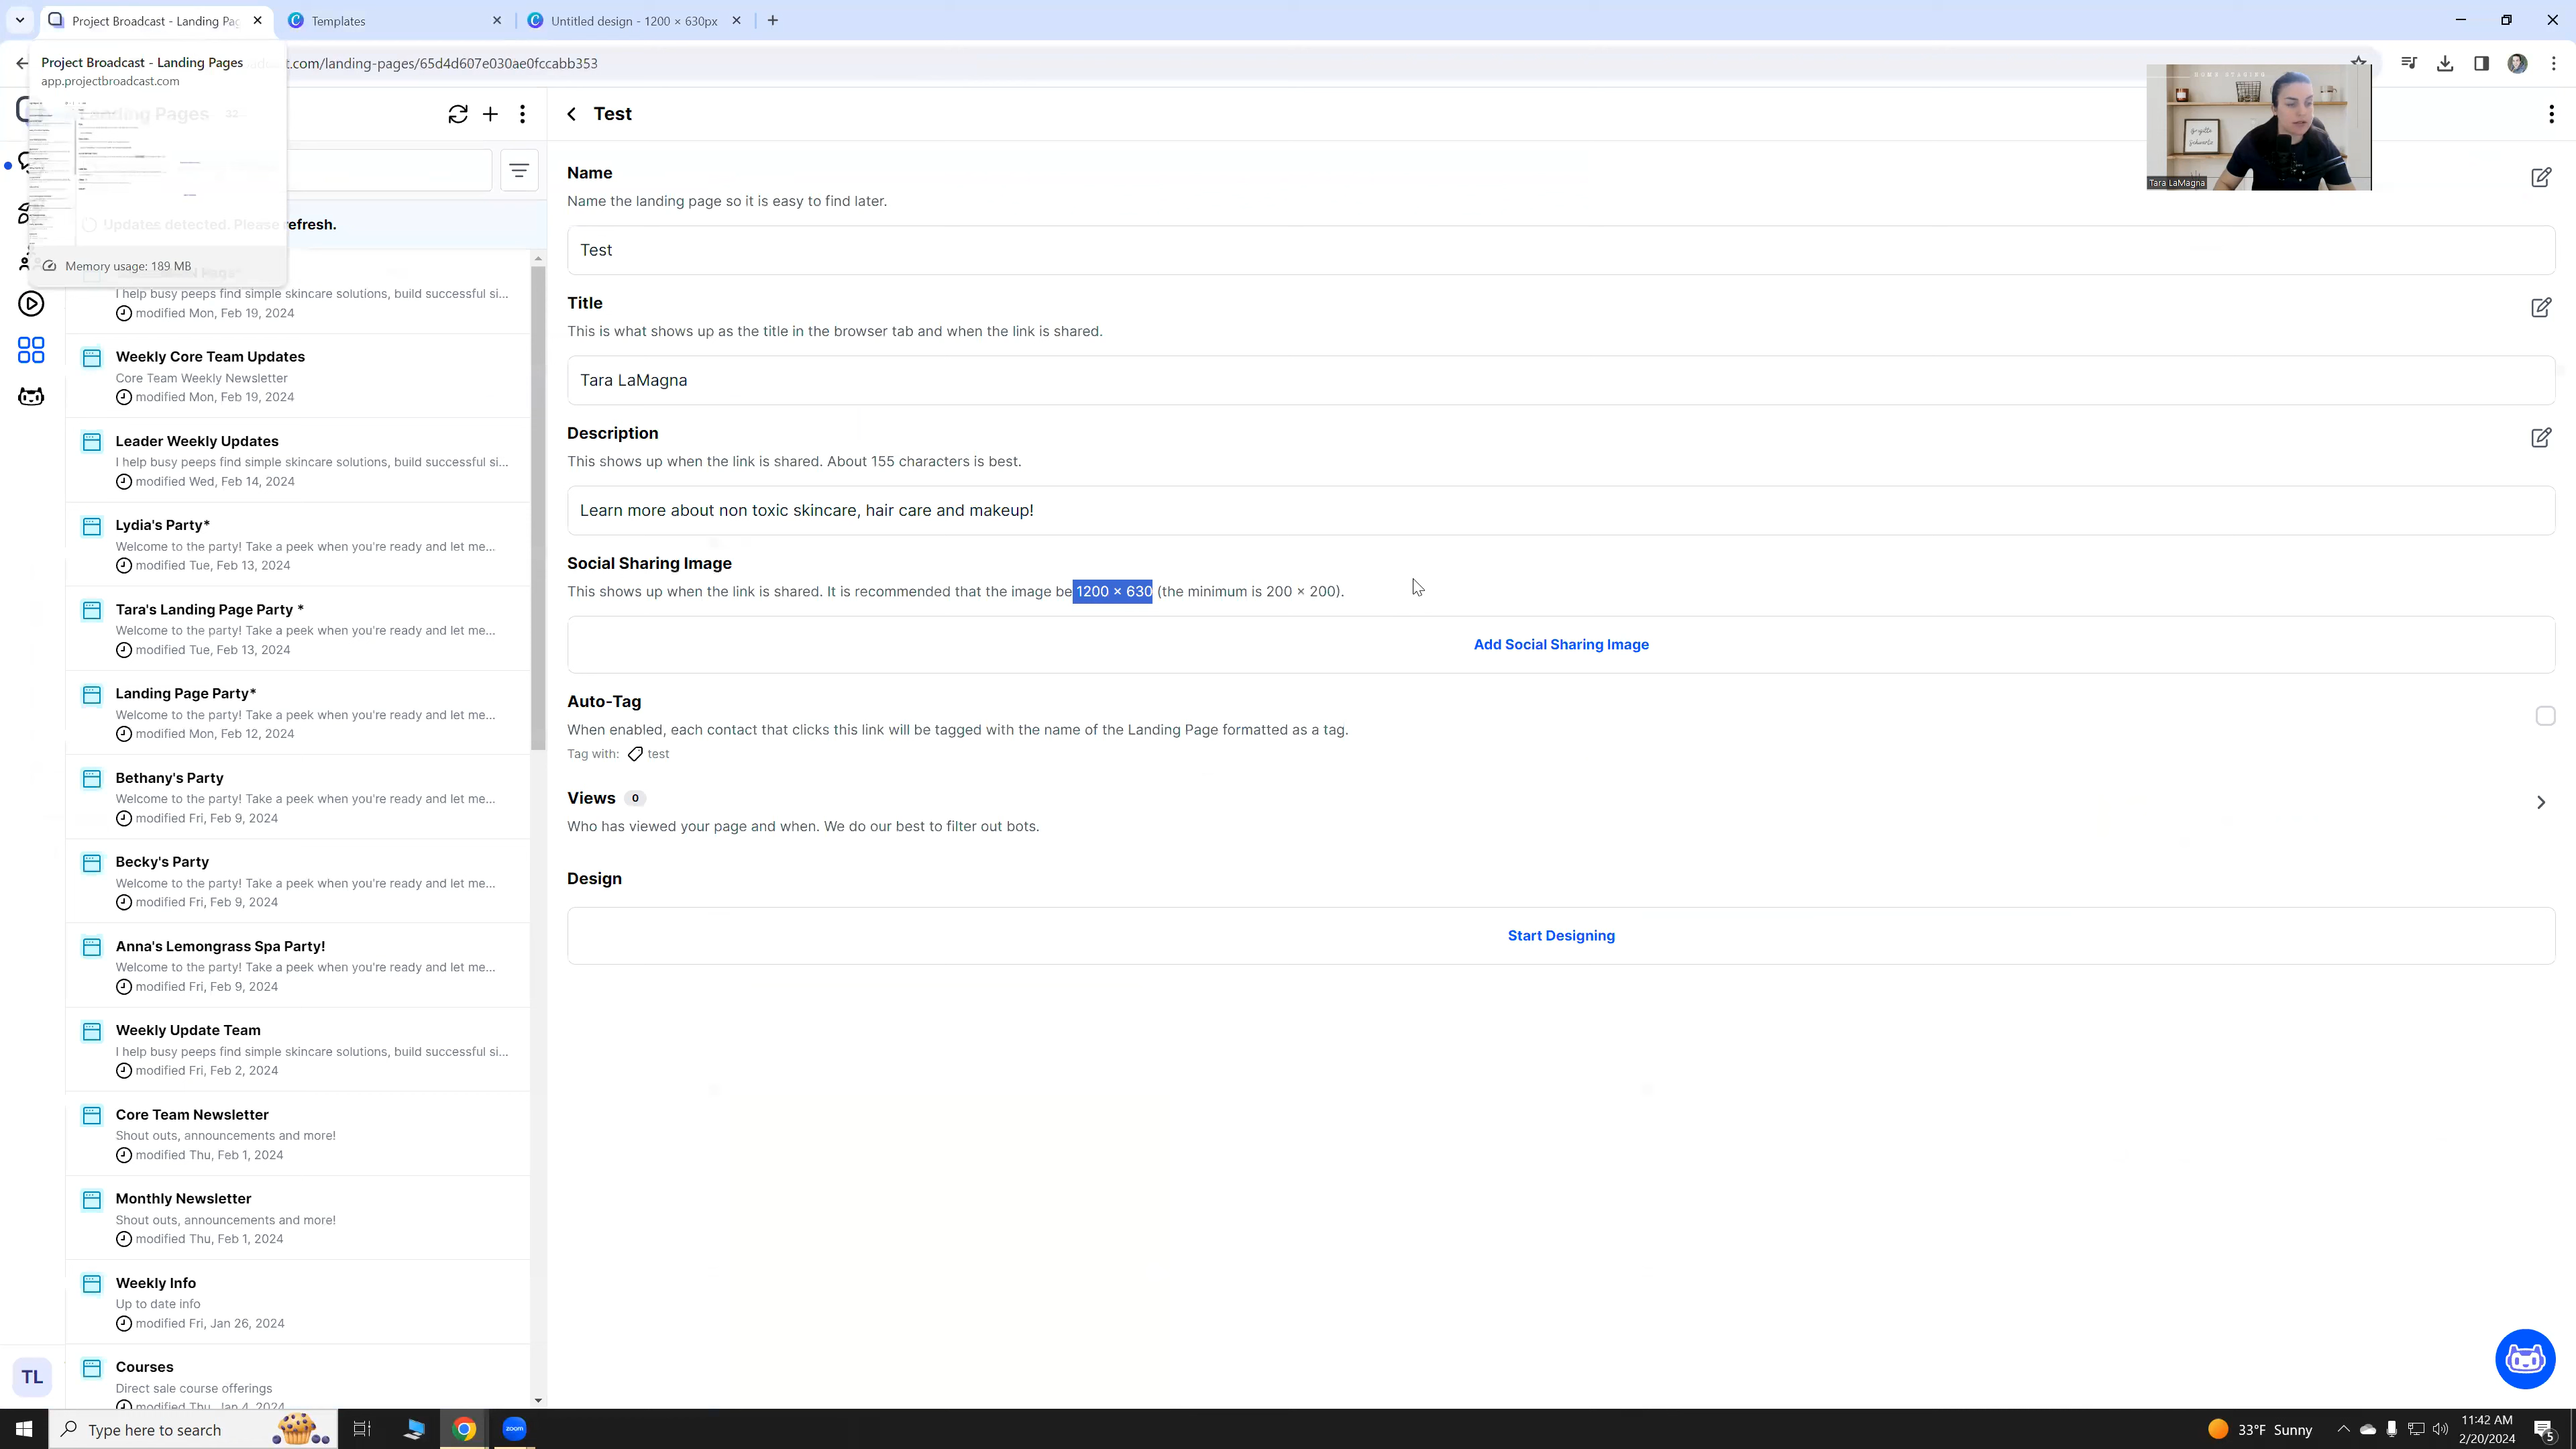 Project Broadcast - Landing Pag
Templates
Untitled design - 1200 × 630px
Project Broadcast - Landing Pages
app.projectbroadcast.com
Memory usage: 189 MB
.com/landing-pages/65d4d607e030ae0fccabb353
Landing Pages 32
Updates detected. Please refresh.
I help busy peeps find simple skincare solutions, build successful si...
modified Mon, Feb 19, 2024
Weekly Core Team Updates
Core Team Weekly Newsletter
modified Mon, Feb 19, 2024
Leader Weekly Updates
I help busy peeps find simple skincare solutions, build successful si...
modified Wed, Feb 14, 2024
Lydia's Party*
Welcome to the party! Take a peek when you're ready and let me...
modified Tue, Feb 13, 2024
Tara's Landing Page Party *
Welcome to the party! Take a peek when you're ready and let me...
modified Tue, Feb 13, 2024
Landing Page Party*
Welcome to the party! Take a peek when you're ready and let me...
modified Mon, Feb 12, 2024
Bethany's Party
Welcome to the party! Take a peek when you're ready and let me...
modified Fri, Feb 9, 2024
Becky's Party
Welcome to the party! Take a peek when you're ready and let me...
modified Fri, Feb 9, 2024
Anna's Lemongrass Spa Party!
Welcome to the party! Take a peek when you're ready and let me...
modified Fri, Feb 9, 2024
Weekly Update Team
I help busy peeps find simple skincare solutions, build successful si...
modified Fri, Feb 2, 2024
Core Team Newsletter
Shout outs, announcements and more!
modified Thu, Feb 1, 2024
Monthly Newsletter
Shout outs, announcements and more!
modified Thu, Feb 1, 2024
Weekly Info
Up to date info
modified Fri, Jan 26, 2024
Courses
Direct sale course offerings
modified Thu, Jan 4, 2024
TL
Test
Name
Name the landing page so it is easy to find later.
Test
Title
This is what shows up as the title in the browser tab and when the link is shared.
Tara LaMagna
Description
This shows up when the link is shared. About 155 characters is best.
Learn more about non toxic skincare, hair care and makeup!
Social Sharing Image
This shows up when the link is shared. It is recommended that the image be 1200 × 630 (the minimum is 200 × 200).
Add Social Sharing Image
Auto-Tag
When enabled, each contact that clicks this link will be tagged with the name of the Landing Page formatted as a tag.
Tag with: test
Views 0
Who has viewed your page and when. We do our best to filter out bots.
Design
Start Designing
Tara LaMagna
Type here to search
zoom
33°F Sunny
11:42 AM
2/20/2024
5